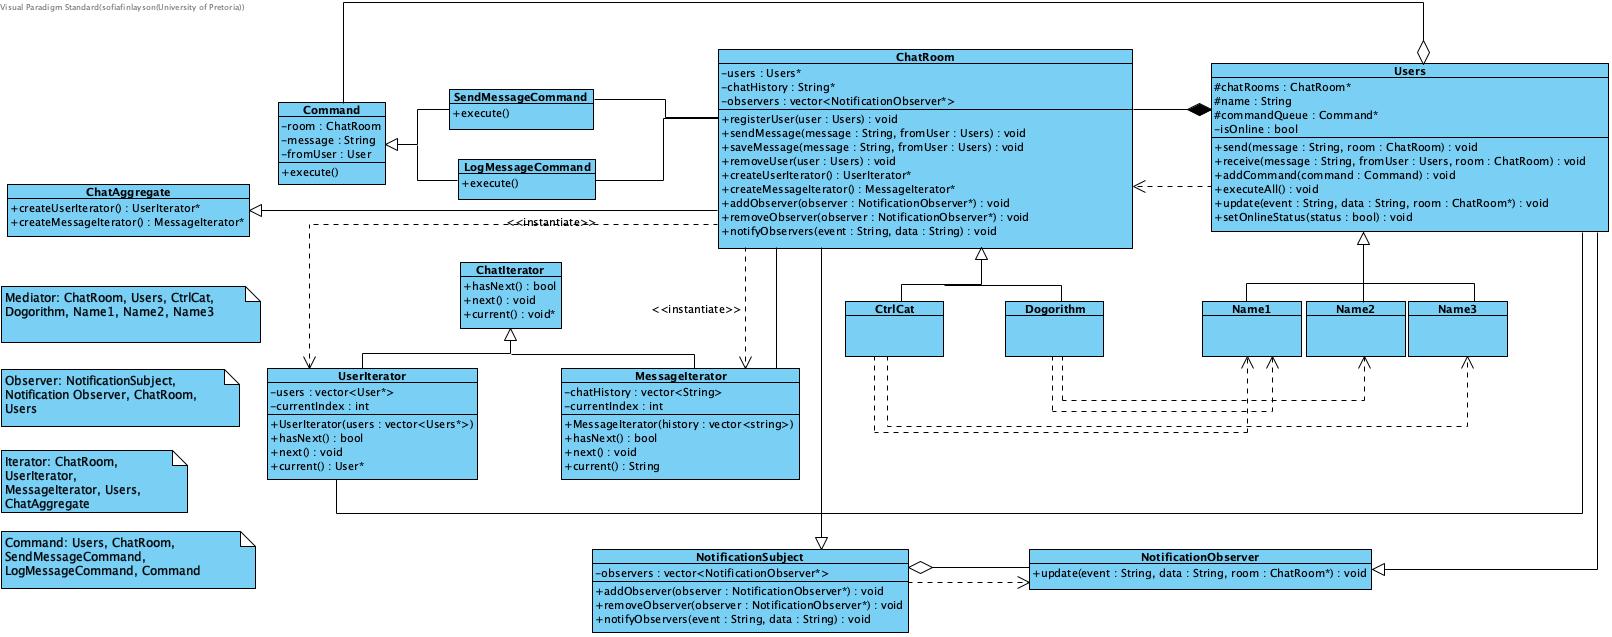 Visual Paradigm Standard(sofiafinlayson(University of Pretoria))
ChatRoom
-users : Users*
-chatHistory : String*
-observers : vector<NotificationObserver*>
+registerUser(user : Users) : void
+sendMessage(message : String, fromUser : Users) : void
+saveMessage(message : String, fromUser : Users) : void
+removeUser(user : Users) : void
+createUserIterator() : UserIterator*
+createMessageIterator() : MessageIterator*
+addObserver(observer : NotificationObserver*) : void
+removeObserver(observer : NotificationObserver*) : void
+notifyObservers(event : String, data : String) : void
Users
#chatRooms : ChatRoom*
#name : String
#commandQueue : Command*
-isOnline : bool
+send(message : String, room : ChatRoom) : void
+receive(message : String, fromUser : Users, room : ChatRoom) : void
+addCommand(command : Command) : void
+executeAll() : void
+update(event : String, data : String, room : ChatRoom*) : void
+setOnlineStatus(status : bool) : void
SendMessageCommand
+execute()
Command
-room : ChatRoom
-message : String
-fromUser : User
+execute()
LogMessageCommand
+execute()
ChatAggregate
+createUserIterator() : UserIterator*
+createMessageIterator() : MessageIterator*
<<instantiate>>
ChatIterator
+hasNext() : bool
+next() : void
+current() : void*
<<instantiate>>
Mediator: ChatRoom, Users, CtrlCat,
Dogorithm, Name1, Name2, Name3
CtrlCat
Dogorithm
Name1
Name2
Name3
Observer: NotificationSubject,
Notification Observer, ChatRoom,
Users
UserIterator
-users : vector<User*>
-currentIndex : int
+UserIterator(users : vector<Users*>)
+hasNext() : bool
+next() : void
+current() : User*
MessageIterator
-chatHistory : vector<String>
-currentIndex : int
+MessageIterator(history : vector<string>)
+hasNext() : bool
+next() : void
+current() : String
Iterator: ChatRoom,
UserIterator,
MessageIterator, Users,
ChatAggregate
Command: Users, ChatRoom,
SendMessageCommand,
LogMessageCommand, Command
NotificationSubject
-observers : vector<NotificationObserver*>
+addObserver(observer : NotificationObserver*) : void
+removeObserver(observer : NotificationObserver*) : void
+notifyObservers(event : String, data : String) : void
NotificationObserver
+update(event : String, data : String, room : ChatRoom*) : void